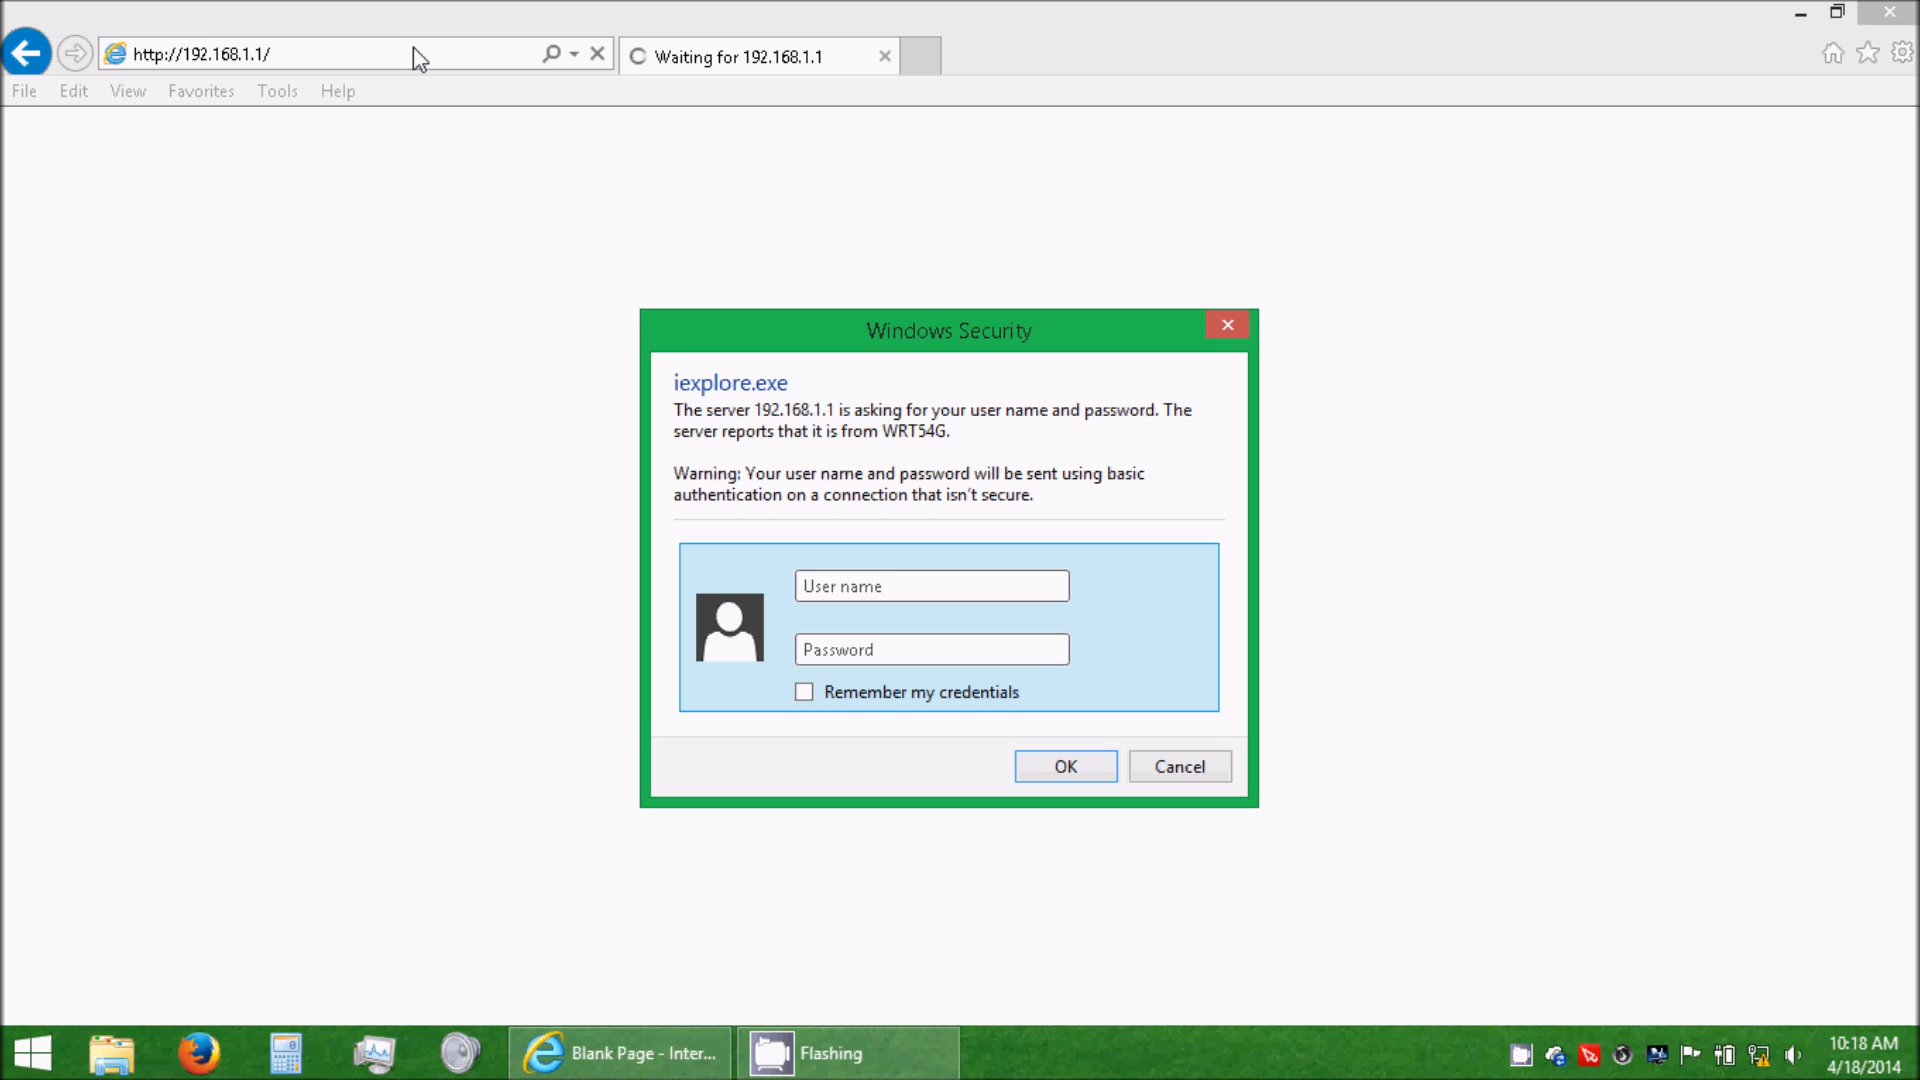 http://192.168.1.1/
Waiting for 192.168.1.1
File Edit View Favorites Tools Help
Windows Security
iexplore.exe
The server 192.168.1.1 is asking for your user name and password. The
server reports that it is from WRT54G.
Warning: Your user name and password will be sent using basic
authentication on a connection that isn't secure.
User name
Password
Remember my credentials
OK Cancel
Blank Page - Inter...
Flashing
10:18 AM
4/18/2014